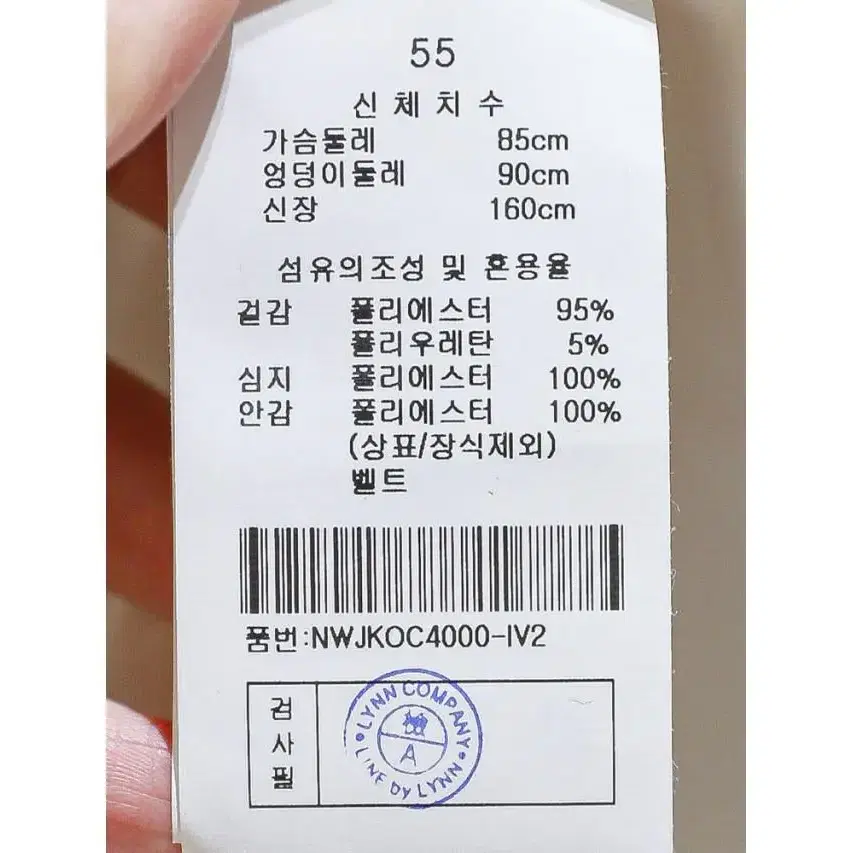 55
신체치수
가슴둘레 85cm
엉덩이둘레 90cm
신장 160cm
섬유의조성 및 혼용율
겉감 폴리에스터 95%
폴리우레탄 5%
심지 폴리에스터 100%
안감 폴리에스터 100%
(상표/장식제외)
벨트
품번:NWJKOC4000-IV2
검사필
LYNN COMPANY
A
LINE by LYNN